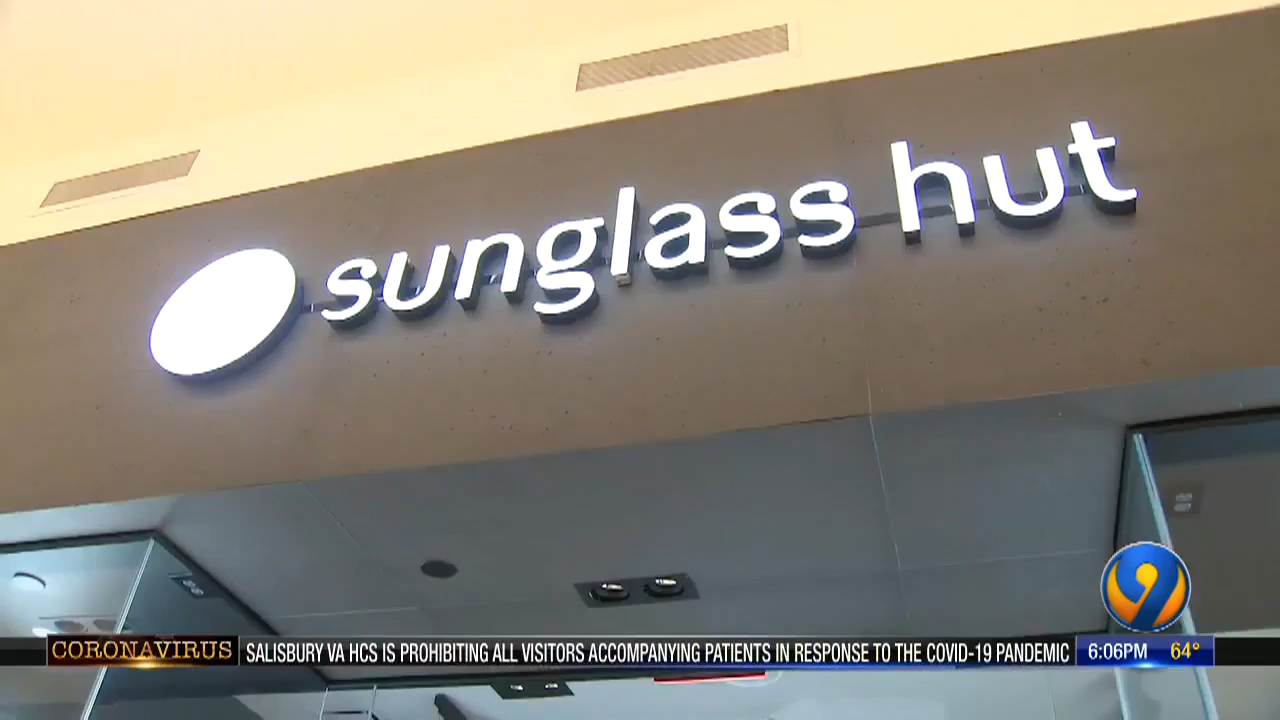 sunglass hut
9
CORONAVIRUS
SALISBURY VA HCS IS PROHIBITING ALL VISITORS ACCOMPANYING PATIENTS IN RESPONSE TO THE COVID-19 PANDEMIC
6:06PM 64°